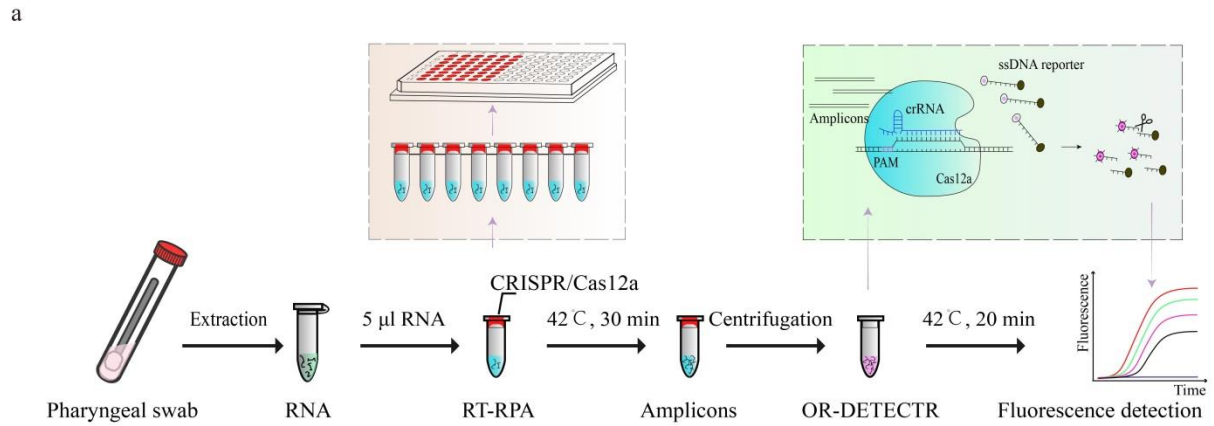 a
ssDNA reporter
crRNA
Amplicons
PAM
Cas12a
CRISPR/Cas12a
Extraction
5 µl RNA
42℃, 30 min
Centrifugation
42℃, 20 min
Fluorescence
Time
Pharyngeal swab
RNA
RT-RPA
Amplicons
OR-DETECTR
Fluorescence detection